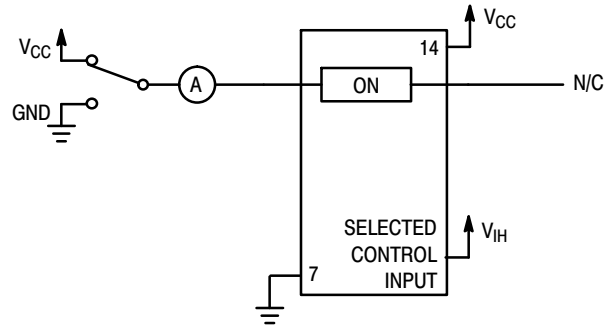 VCC
14
VCC
A
ON
N/C
GND
SELECTED
CONTROL
INPUT
VIH
7